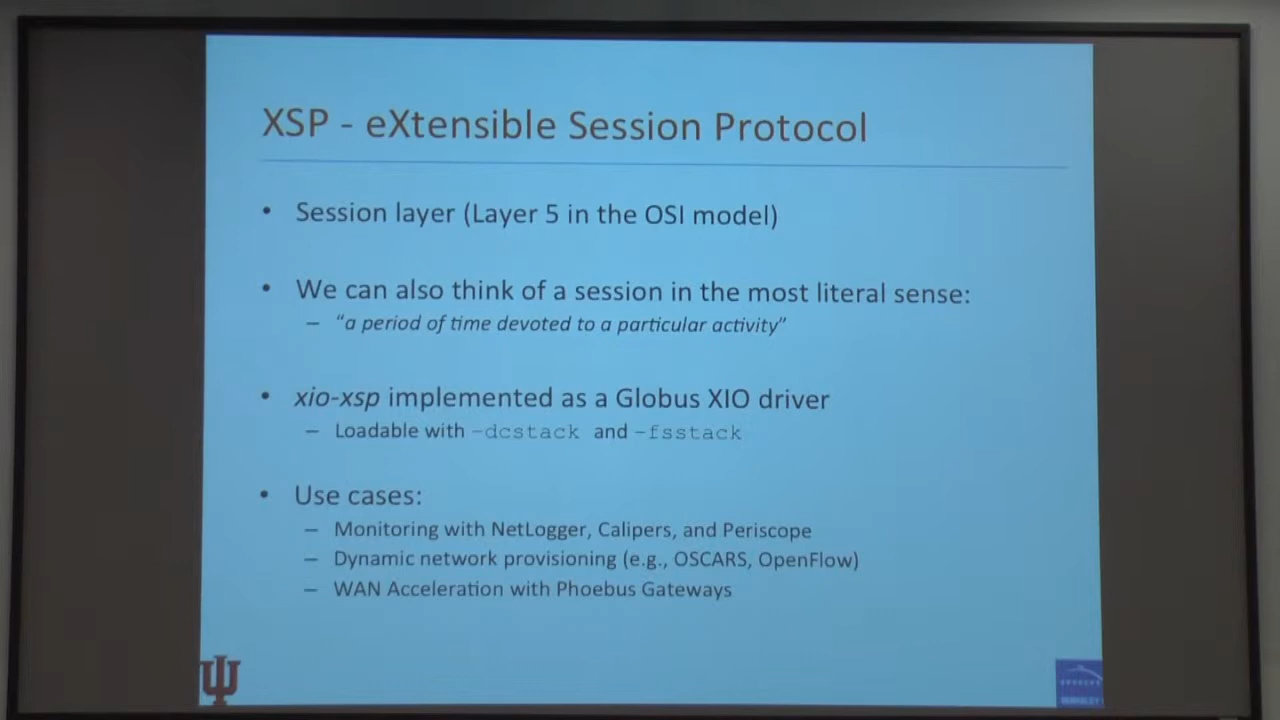 XSP - eXtensible Session Protocol
• Session layer (Layer 5 in the OSI model)
• We can also think of a session in the most literal sense:
– "a period of time devoted to a particular activity"
• xio-xsp implemented as a Globus XIO driver
– Loadable with -dcstack and -fsstack
• Use cases:
– Monitoring with NetLogger, Calipers, and Periscope
– Dynamic network provisioning (e.g., OSCARS, OpenFlow)
– WAN Acceleration with Phoebus Gateways